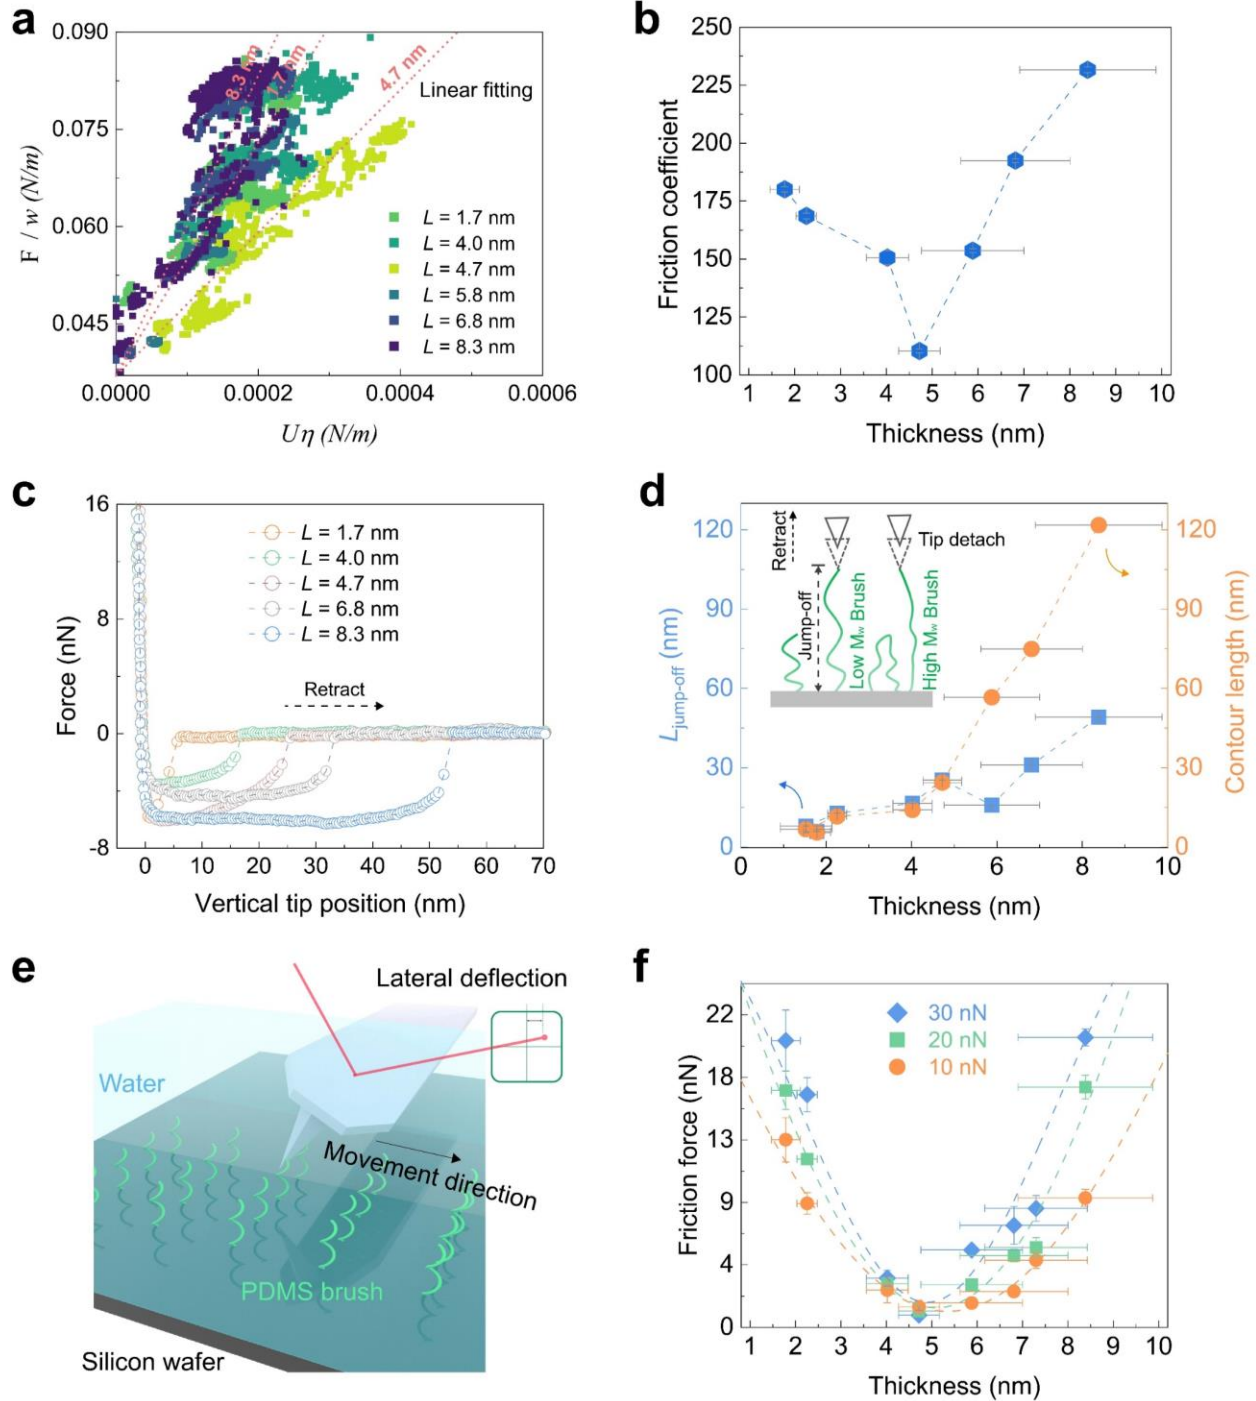 a
0.090
0.075
0.060
0.045
F / w (N/m)
8.3 nm
1.7 nm
4.7 nm
Linear fitting
L = 1.7 nm
L = 4.0 nm
L = 4.7 nm
L = 5.8 nm
L = 6.8 nm
L = 8.3 nm
0.0000 0.0002 0.0004 0.0006
Uη (N/m)
b
250
225
200
175
150
125
100
Friction coefficient
1 2 3 4 5 6 7 8 9 10
Thickness (nm)
c
16
8
0
-8
Force (nN)
L = 1.7 nm
L = 4.0 nm
L = 4.7 nm
L = 6.8 nm
L = 8.3 nm
Retract
0 10 20 30 40 50 60 70
Vertical tip position (nm)
d
120
90
60
30
0
Ljump-off (nm)
Retract
Tip detach
Jump-off
Low Mw Brush
High Mw Brush
120
90
60
30
0
Contour length (nm)
0 2 4 6 8 10
Thickness (nm)
e
Lateral deflection
Water
Movement direction
PDMS brush
Silicon wafer
f
22
18
13
9
4
0
Friction force (nN)
30 nN
20 nN
10 nN
1 2 3 4 5 6 7 8 9 10
Thickness (nm)